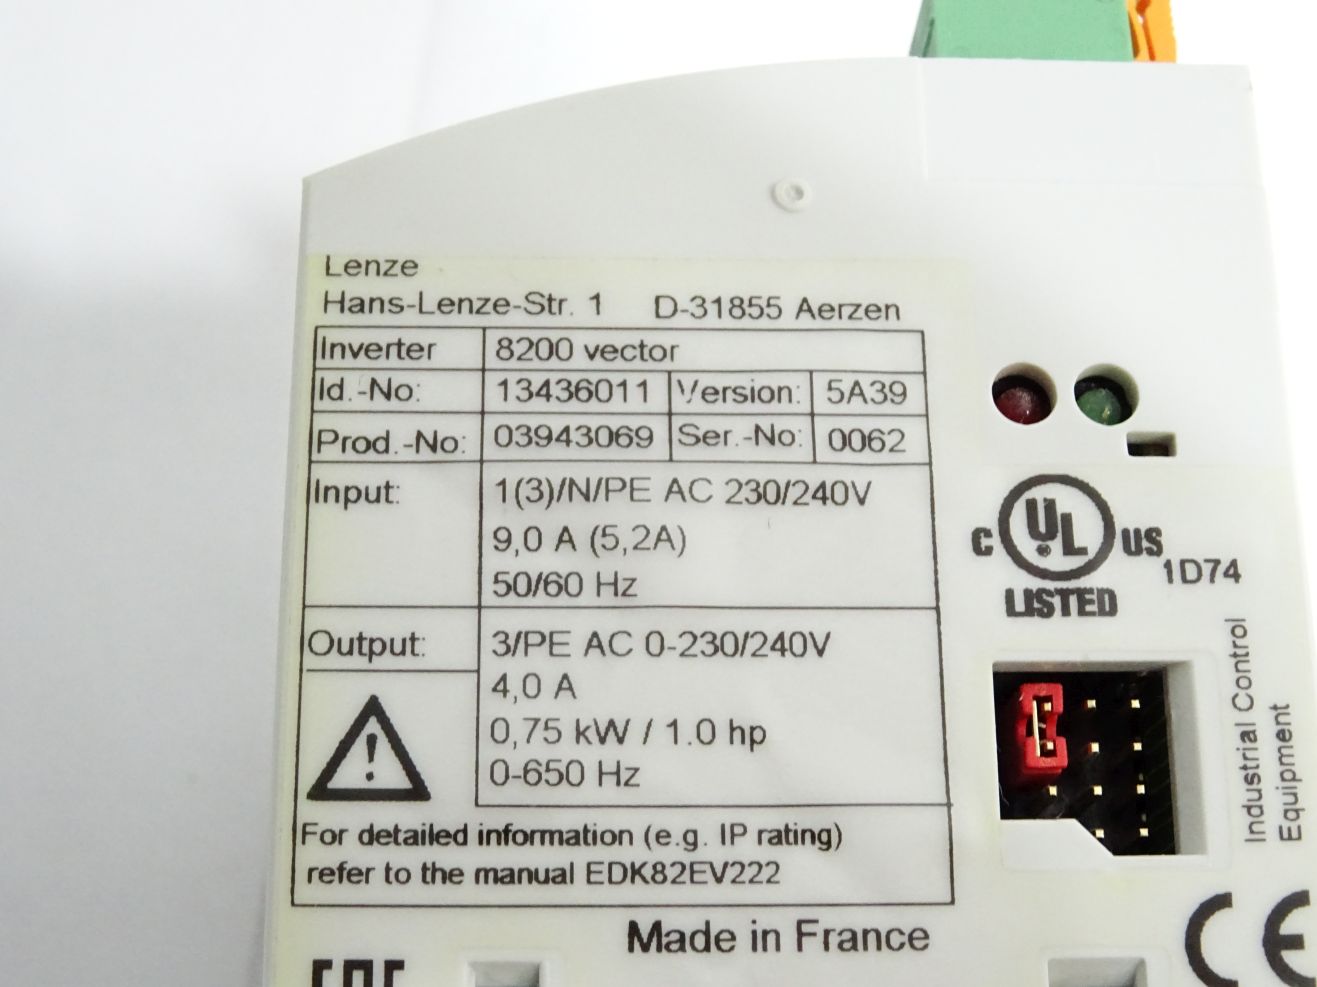 Lenze
Hans-Lenze-Str. 1 D-31855 Aerzen
Inverter 8200 vector
Id.-No: 13436011 Version: 5A39
Prod.-No: 03943069 Ser.-No: 0062
Input: 1(3)/N/PE AC 230/240V
9,0 A (5,2A)
50/60 Hz
Output: 3/PE AC 0-230/240V
4,0 A
0,75 kW / 1.0 hp
0-650 Hz
For detailed information (e.g. IP rating)
refer to the manual EDK82EV222
Made in France
C UL US
LISTED
1D74
Industrial Control
Equipment
CE
EAC